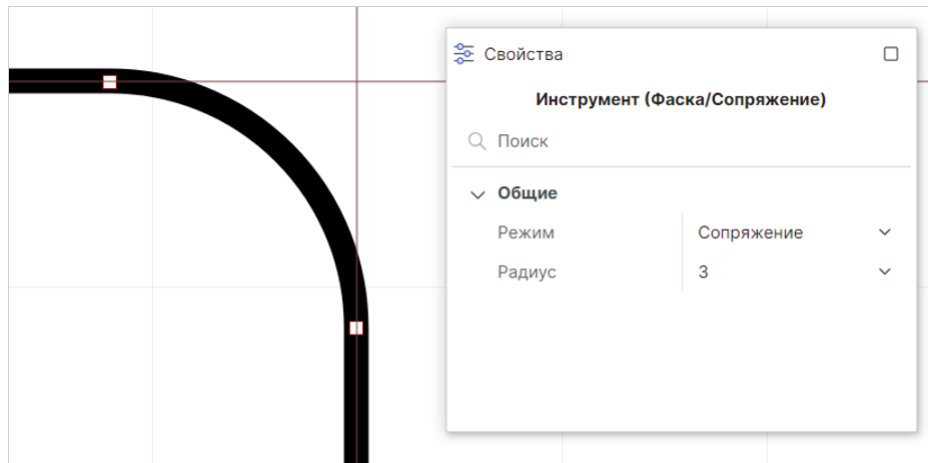 Свойства
Инструмент (Фаска/Сопряжение)
Поиск
Общие
Режим Сопряжение
Радиус 3